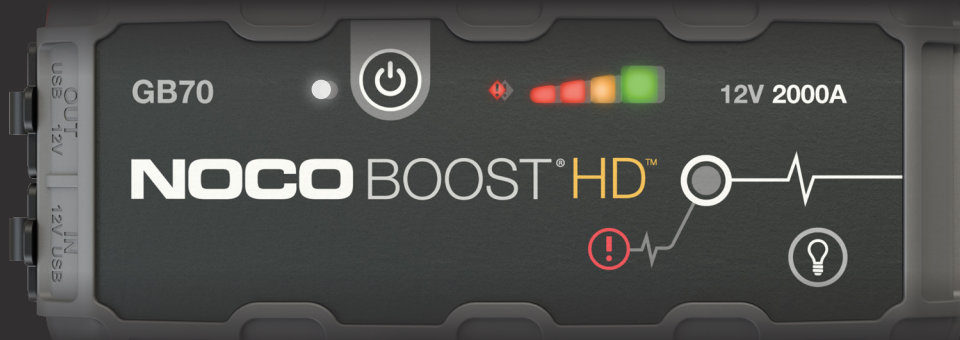 GB70
12V 2000A
NOCO BOOST® HD™
OUT
USB 12V
IN
12V/USB